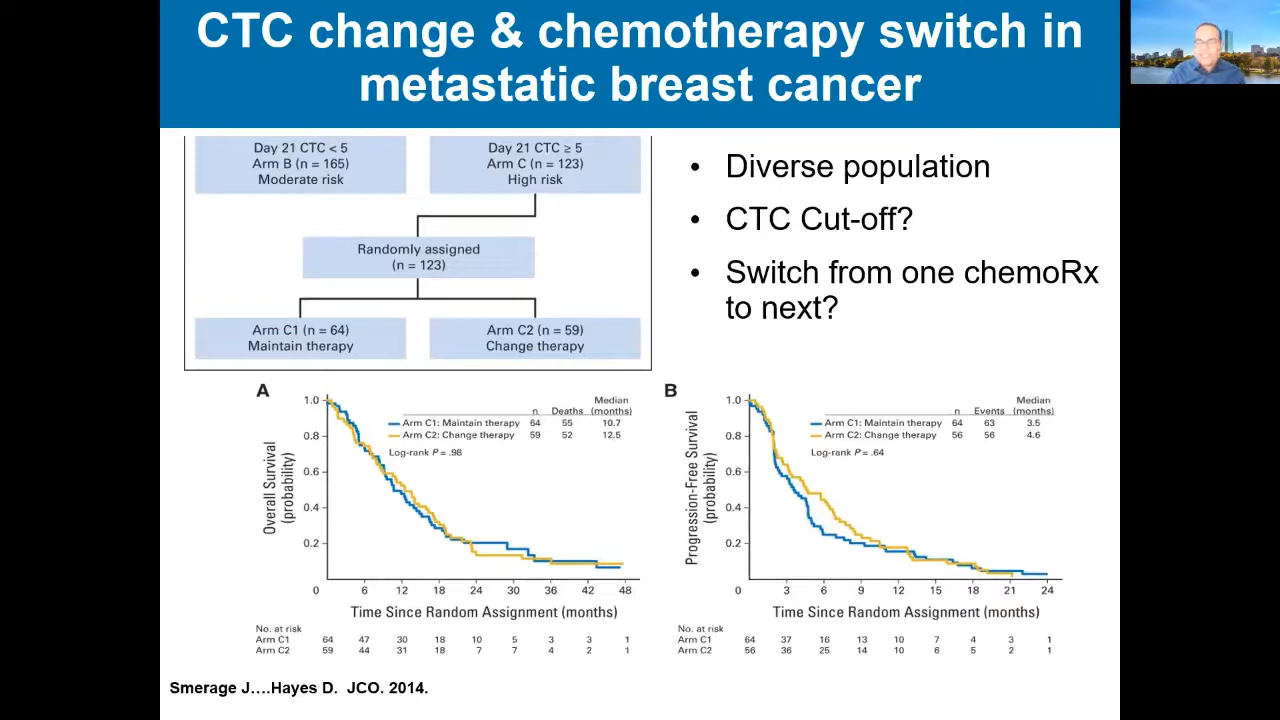 CTC change & chemotherapy switch in
metastatic breast cancer
Day 21 CTC < 5
Arm B (n = 165)
Moderate risk
Day 21 CTC ≥ 5
Arm C (n = 123)
High risk
Randomly assigned
(n = 123)
Arm C1 (n = 64)
Maintain therapy
Arm C2 (n = 59)
Change therapy
• Diverse population
• CTC Cut-off?
• Switch from one chemoRx
to next?
A
Overall Survival
(probability)
1.0
0.8
0.6
0.4
0.2
0 6 12 18 24 30 36 42 48
Median
n Deaths (months)
Arm C1: Maintain therapy 64 55 10.7
Arm C2: Change therapy 59 52 12.5
Log-rank P = .98
Time Since Random Assignment (months)
No. at risk
Arm C1 64 47 30 18 10 5 3 3 1
Arm C2 59 44 31 18 7 7 4 2 1
B
Progression-Free Survival
(probability)
1.0
0.8
0.6
0.4
0.2
0 3 6 9 12 15 18 21 24
Median
n Events (months)
Arm C1: Maintain therapy 64 63 3.5
Arm C2: Change therapy 56 56 4.6
Log-rank P = .64
Time Since Random Assignment (months)
No. at risk
Arm C1 64 37 16 13 10 7 4 3 1
Arm C2 56 36 25 14 10 6 5 2 1
Smerage J....Hayes D. JCO. 2014.